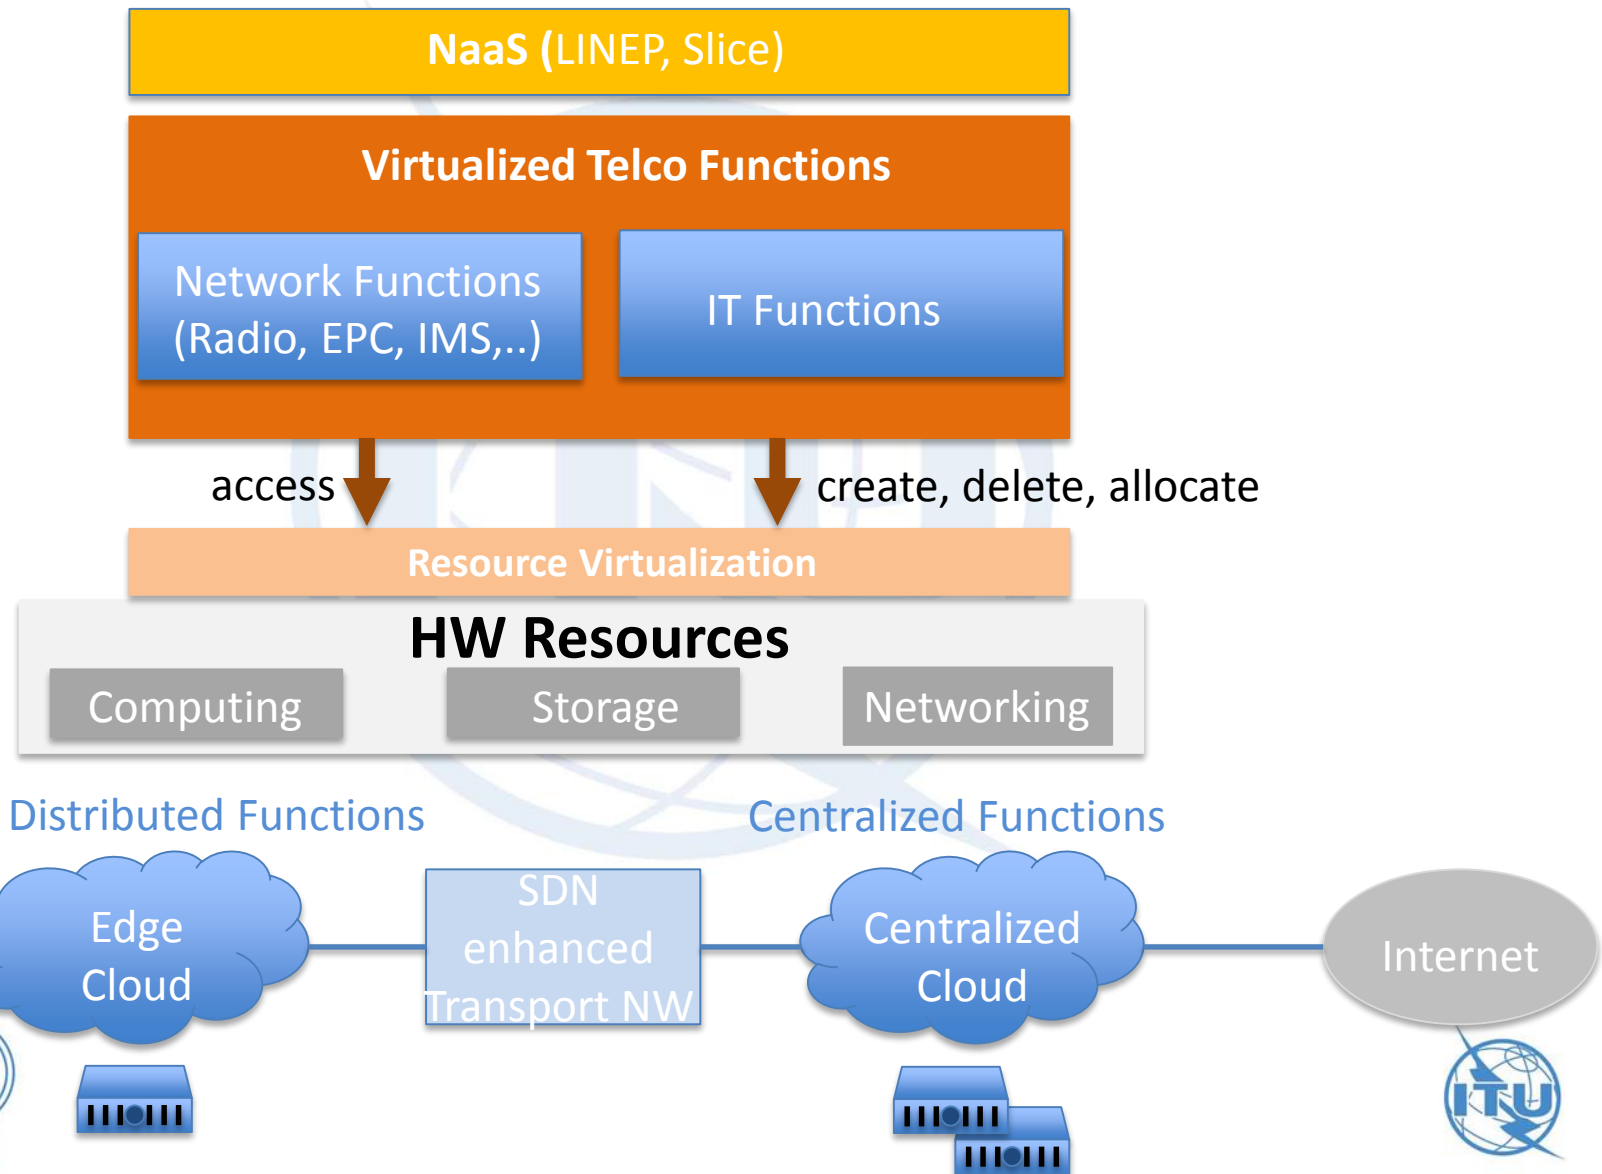 NaaS (LINEP, Slice)
Virtualized Telco Functions
Network Functions
(Radio, EPC, IMS,..)
IT Functions
access
create, delete, allocate
Resource Virtualization
HW Resources
Computing
Storage
Networking
Distributed Functions
Centralized Functions
Edge
Cloud
SDN
enhanced
Transport NW
Centralized
Cloud
Internet
ITU